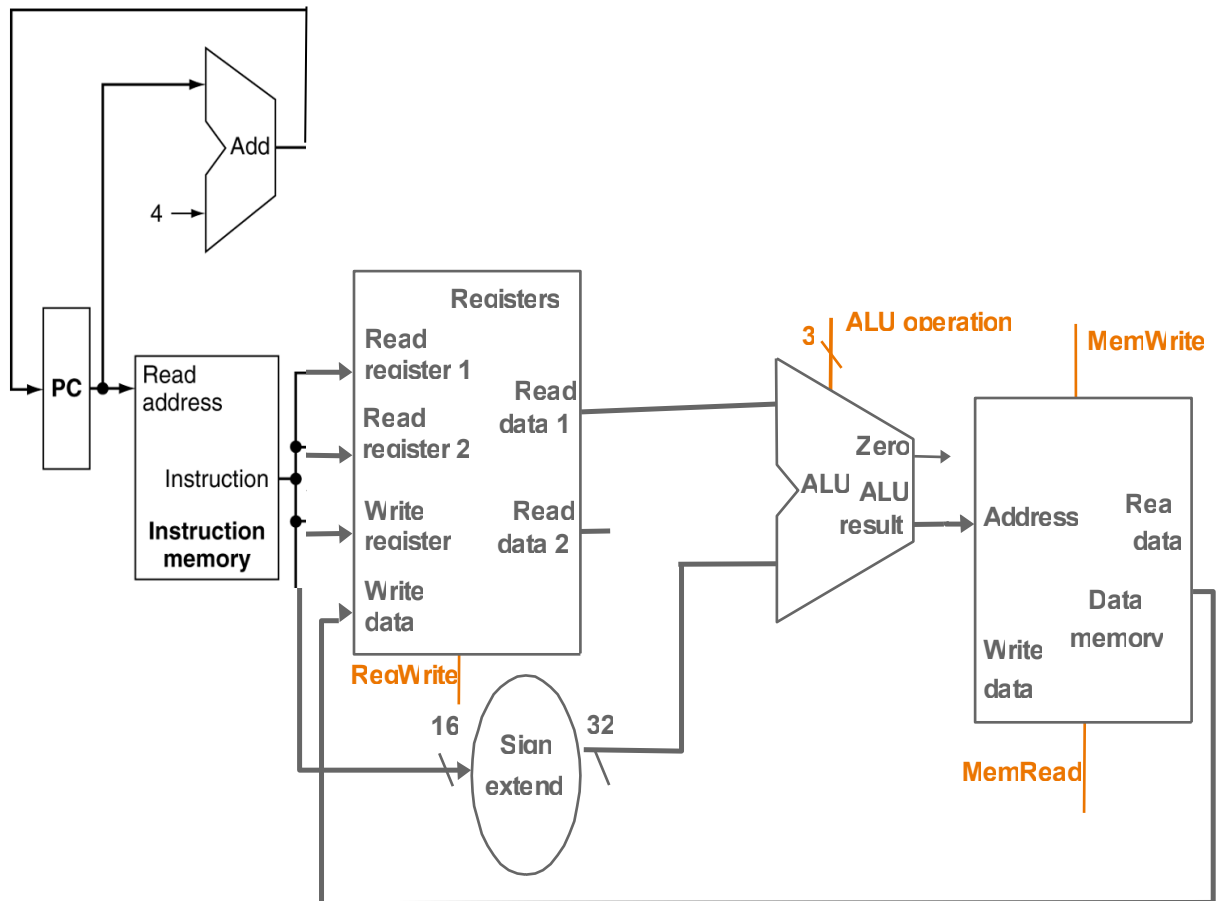 Add
4
PC
Read
address
Instruction
Instruction
memory
Registers
Read
register 1
Read
register 2
Write
register
Write
data
Read
data 1
Read
data 2
RegWrite
16
Sign
extend
32
3
ALU operation
Zero
ALU
ALU
result
MemWrite
Address
Rea
data
Data
memory
Write
data
MemRead